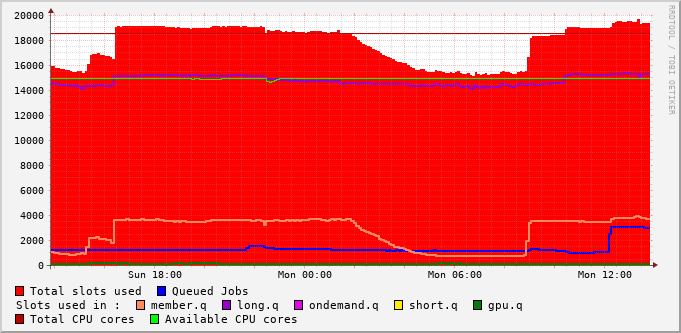 20000
18000
16000
14000
12000
10000
8000
6000
4000
2000
0
Sun 18:00 Mon 00:00 Mon 06:00 Mon 12:00
Total slots used Queued Jobs
Slots used in : member.q long.q ondemand.q short.q gpu.q
Total CPU cores Available CPU cores
RRDTOOL / TOBI OETIKER